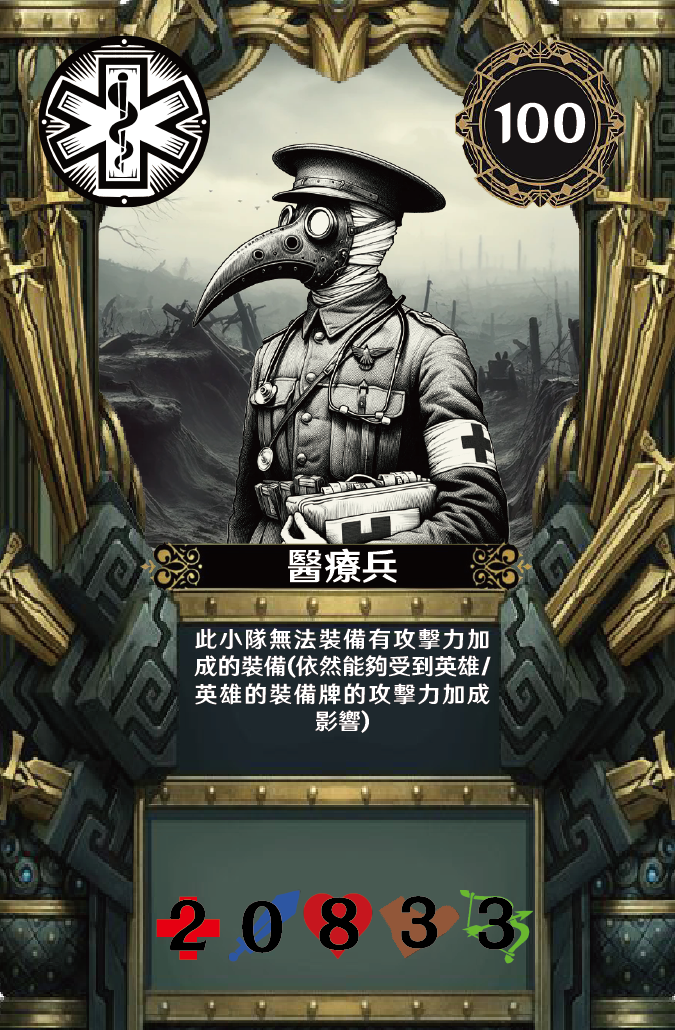 100
醫療兵
此小隊無法裝備有攻擊力加
成的裝備(依然能夠受到英雄/
英雄的裝備牌的攻擊力加成
影響)
2 0 8 3 3